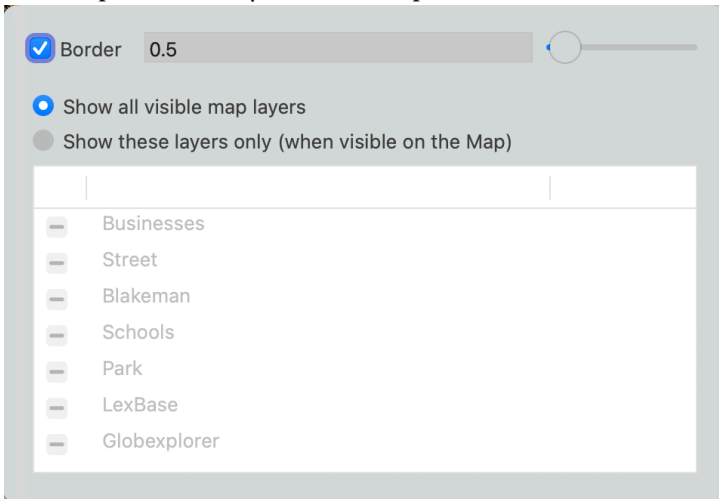 Border 0.5
Show all visible map layers
Show these layers only (when visible on the Map)
Businesses
Street
Blakeman
Schools
Park
LexBase
Globexplorer